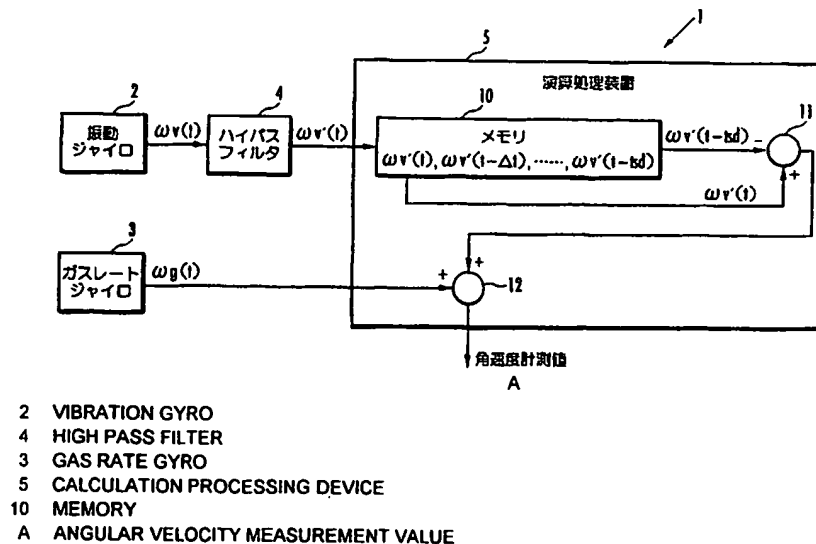 1
5
演算処理装置
2
振動
ジャイロ
ωv(t)
4
ハイパス
フィルタ
ωv'(t)
10
メモリ
ωv'(t), ωv'(t-Δt), ……, ωv'(t-tsd)
ωv'(t-tsd)
-
11
+
ωv'(t)
3
ガスレート
ジャイロ
ωg(t)
+
+
12
角速度計測値
A
2 VIBRATION GYRO
4 HIGH PASS FILTER
3 GAS RATE GYRO
5 CALCULATION PROCESSING DEVICE
10 MEMORY
A ANGULAR VELOCITY MEASUREMENT VALUE